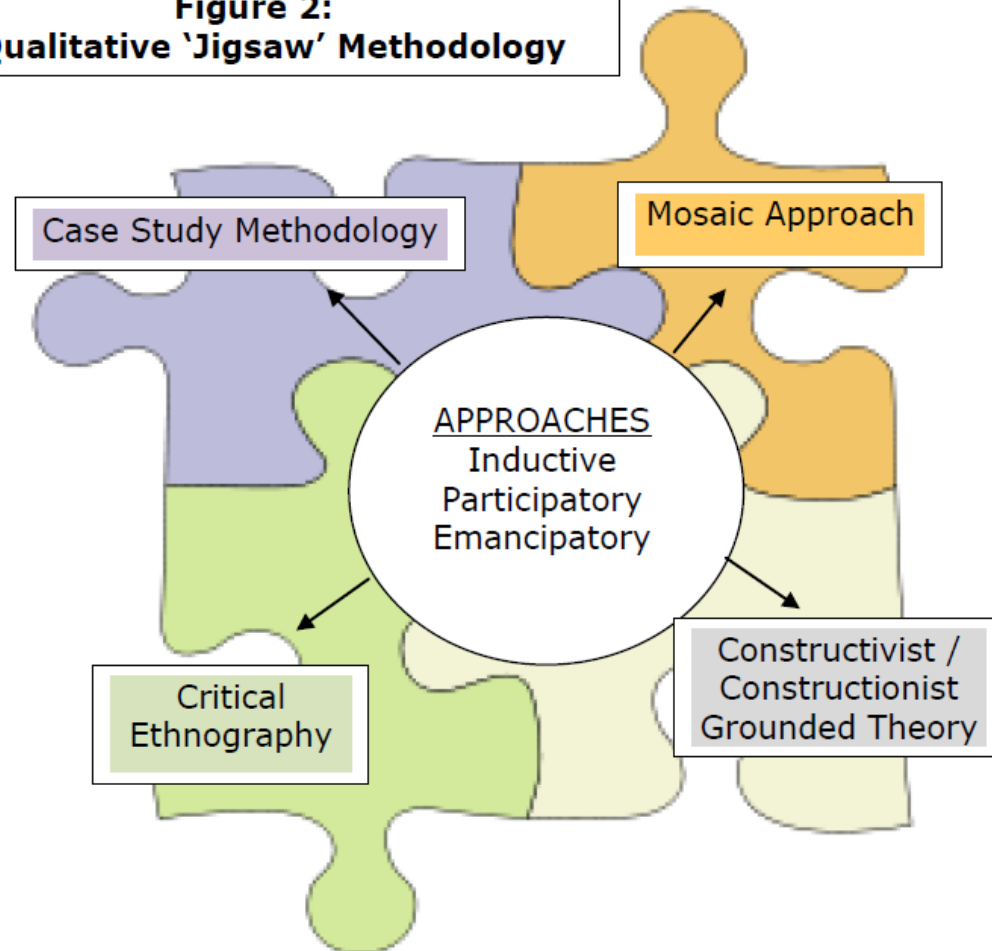 Figure 2:
Qualitative ‘Jigsaw’ Methodology
Case Study Methodology
Mosaic Approach
APPROACHES
Inductive
Participatory
Emancipatory
Critical
Ethnography
Constructivist /
Constructionist
Grounded Theory